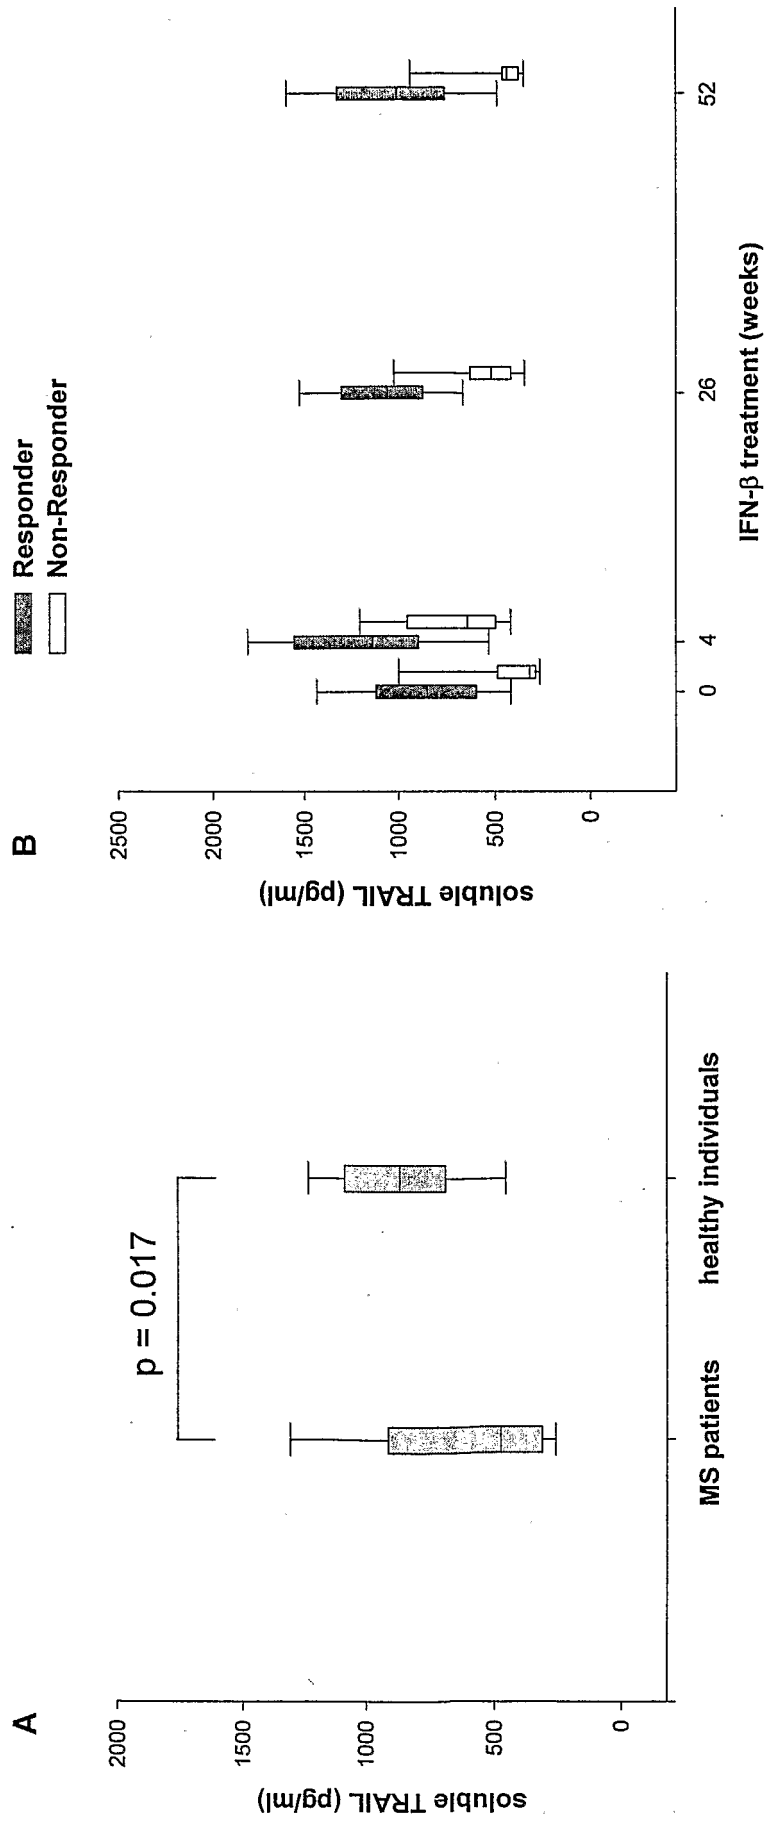 A
soluble TRAIL (pg/ml)
2000
1500
1000
500
0
p = 0.017
MS patients
healthy individuals
B
Responder
Non-Responder
soluble TRAIL (pg/ml)
2500
2000
1500
1000
500
0
0
4
26
52
IFN-β treatment (weeks)